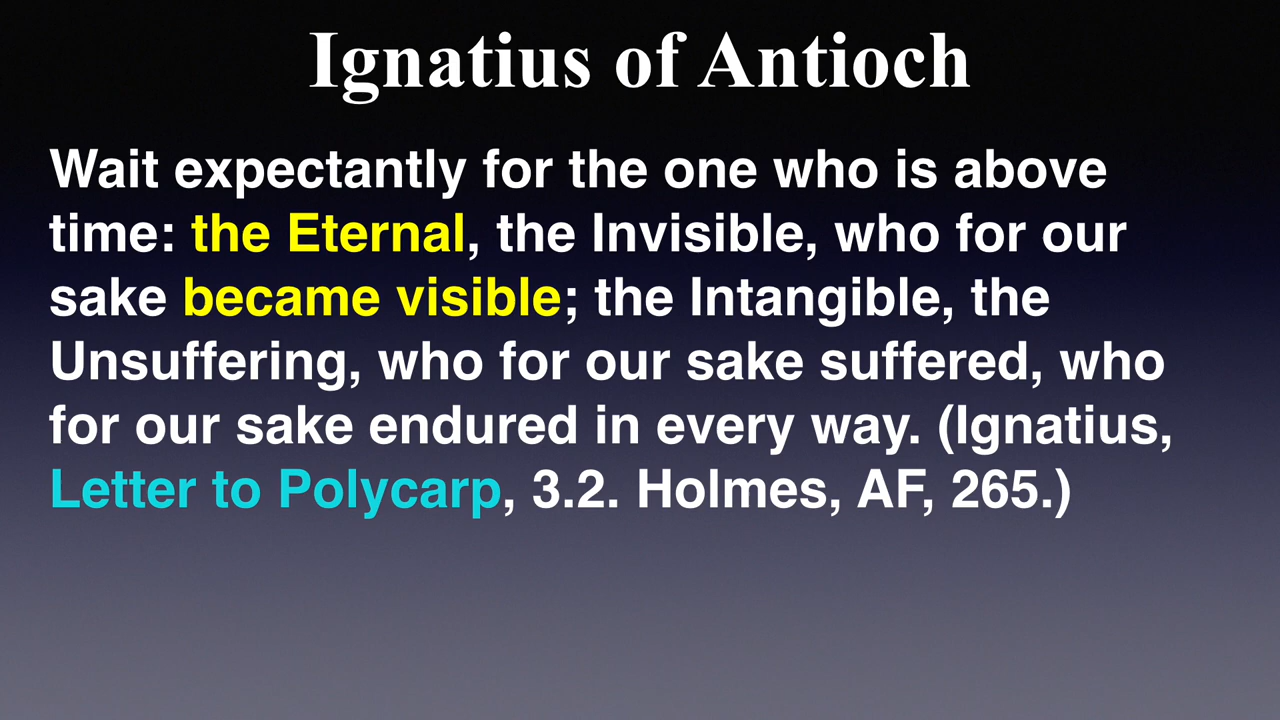 Ignatius of Antioch
Wait expectantly for the one who is above
time: the Eternal, the Invisible, who for our
sake became visible; the Intangible, the
Unsuffering, who for our sake suffered, who
for our sake endured in every way. (Ignatius,
Letter to Polycarp, 3.2. Holmes, AF, 265.)